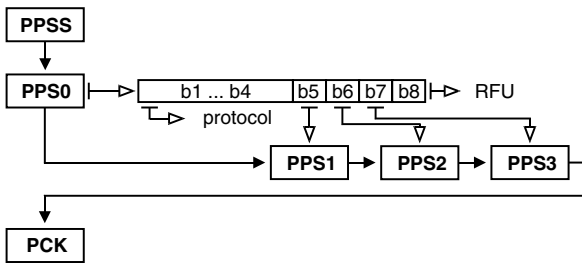 PPSS
PPS0
b1 ... b4 b5 b6 b7 b8 RFU
protocol
PPS1 PPS2 PPS3
PCK